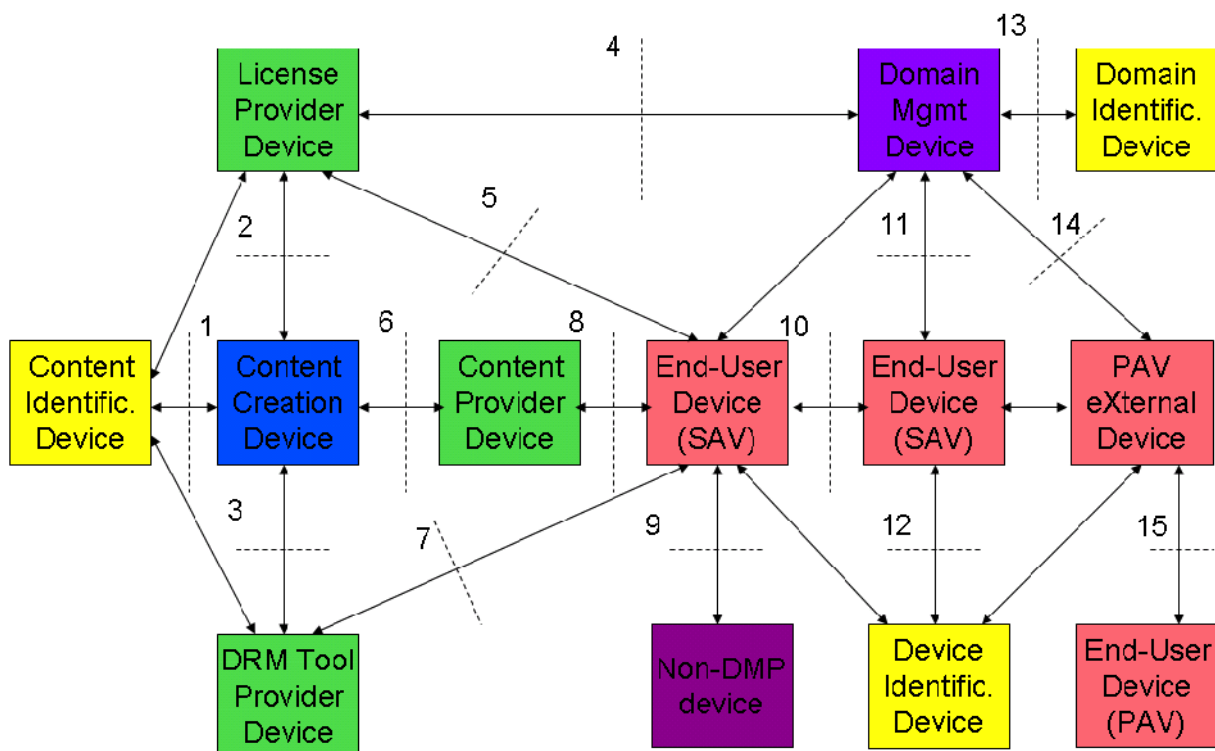 4
13
License
Provider
Device
Domain
Mgmt
Device
Domain
Identific.
Device
5
2
11
14
1
6
8
10
Content
Identific.
Device
Content
Creation
Device
Content
Provider
Device
End-User
Device
(SAV)
End-User
Device
(SAV)
PAV
eXternal
Device
3
7
9
12
15
DRM Tool
Provider
Device
Non-DMP
device
Device
Identific.
Device
End-User
Device
(PAV)